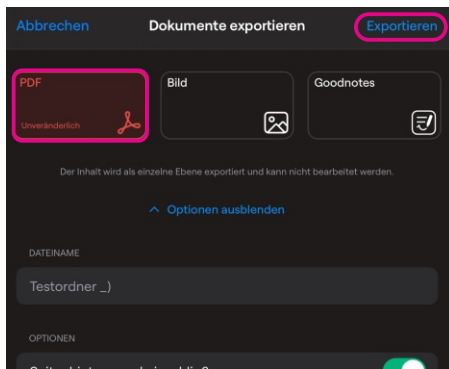 Abbrechen Dokumente exportieren Exportieren
PDF Bild Goodnotes
Unveränderlich
Der Inhalt wird als einzelne Ebene exportiert und kann nicht bearbeitet werden.
Optionen ausblenden
DATEINAME
Testordner _)
OPTIONEN